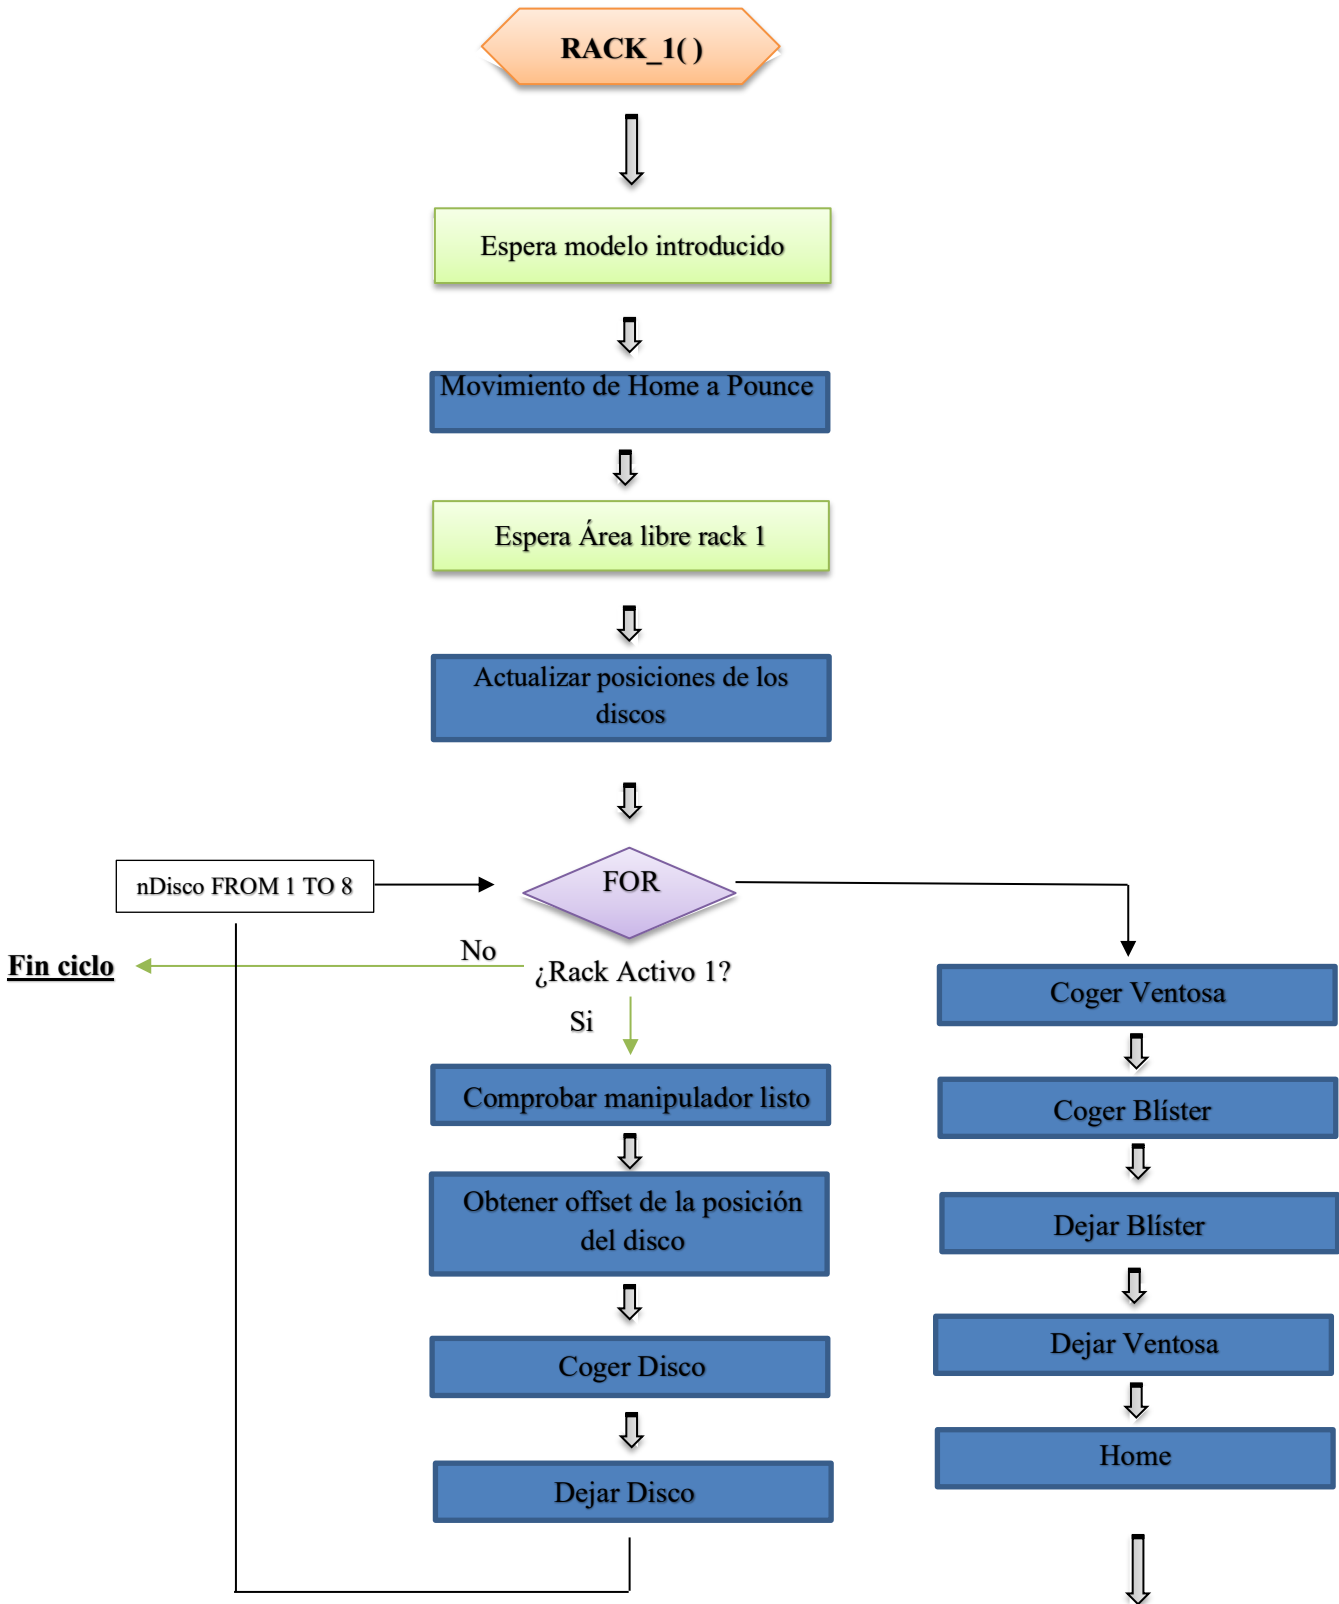 RACK_1( )
Espera modelo introducido
Movimiento de Home a Pounce
Espera Área libre rack 1
Actualizar posiciones de los
discos
nDisco FROM 1 TO 8
FOR
Fin ciclo
No
¿Rack Activo 1?
Si
Comprobar manipulador listo
Obtener offset de la posición
del disco
Coger Disco
Dejar Disco
Coger Ventosa
Coger Blíster
Dejar Blíster
Dejar Ventosa
Home